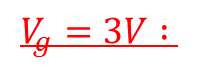 V_g = 3V :